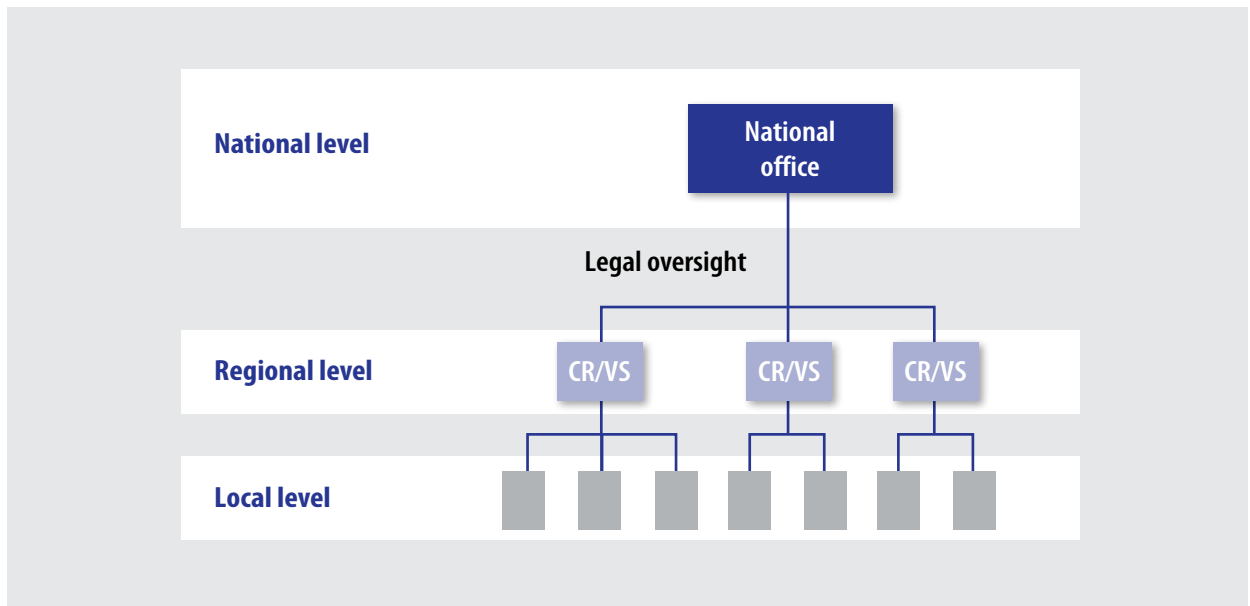 National level
National
office
Legal oversight
Regional level
CR/VS
CR/VS
CR/VS
Local level